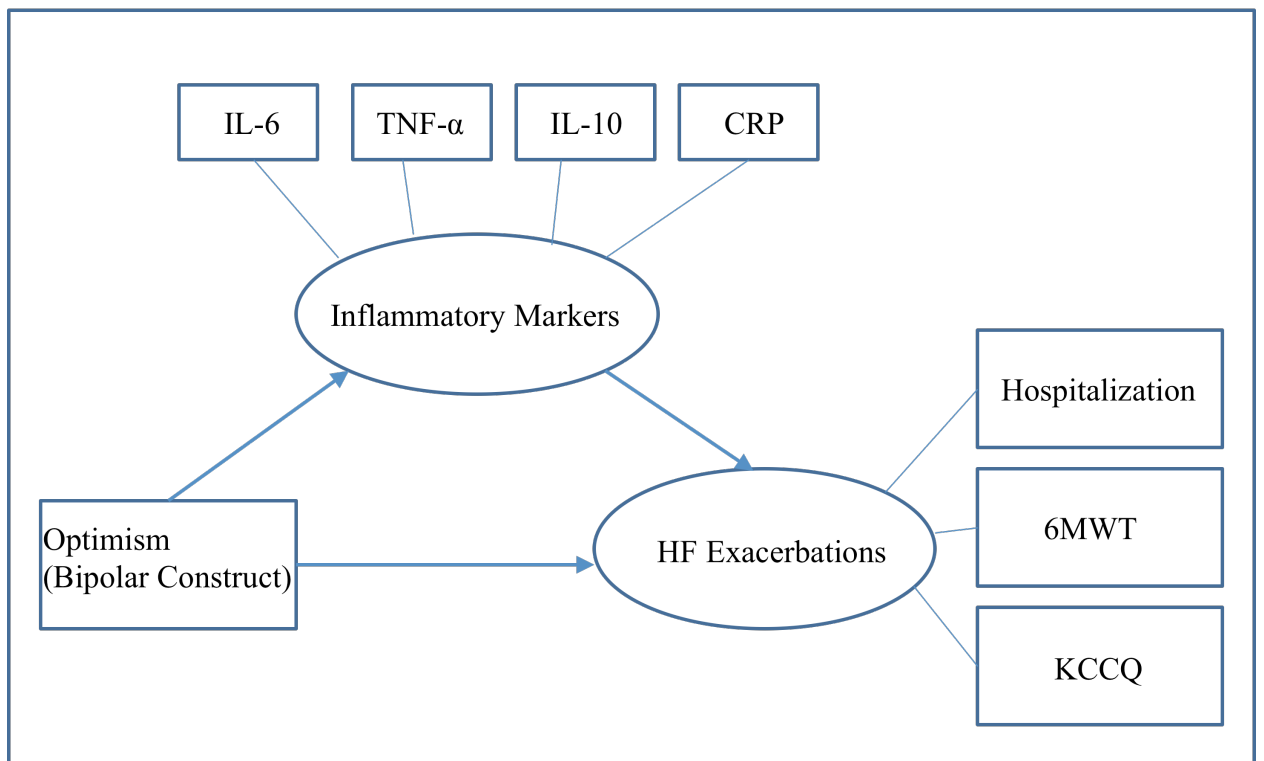 IL-6
TNF-α
IL-10
CRP
Inflammatory Markers
Hospitalization
6MWT
KCCQ
HF Exacerbations
Optimism
(Bipolar Construct)